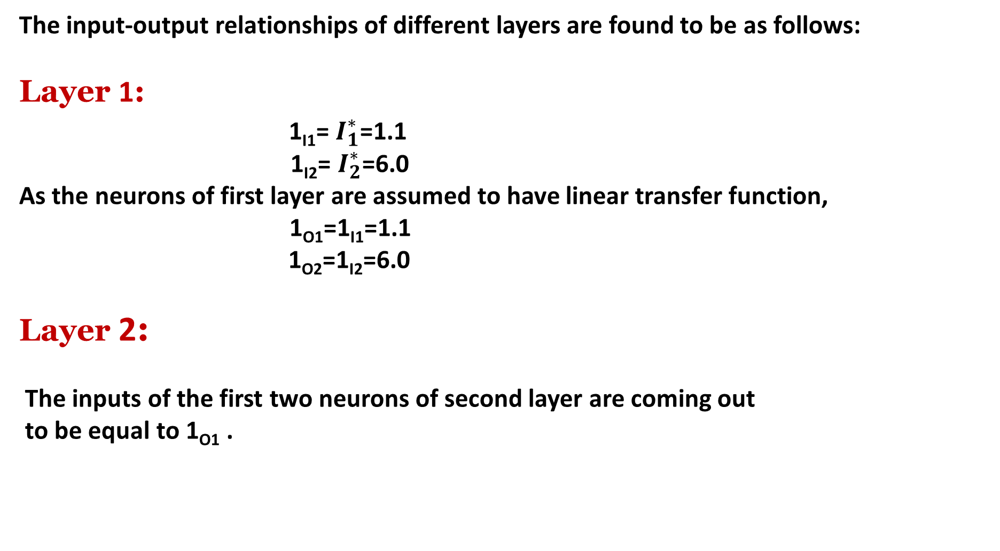 The input-output relationships of different layers are found to be as follows:
Layer 1:
1_{I1}= I_1^*=1.1
1_{I2}= I_2^*=6.0
As the neurons of first layer are assumed to have linear transfer function,
1_{O1}=1_{I1}=1.1
1_{O2}=1_{I2}=6.0
Layer 2:
The inputs of the first two neurons of second layer are coming out
to be equal to 1_{O1} .